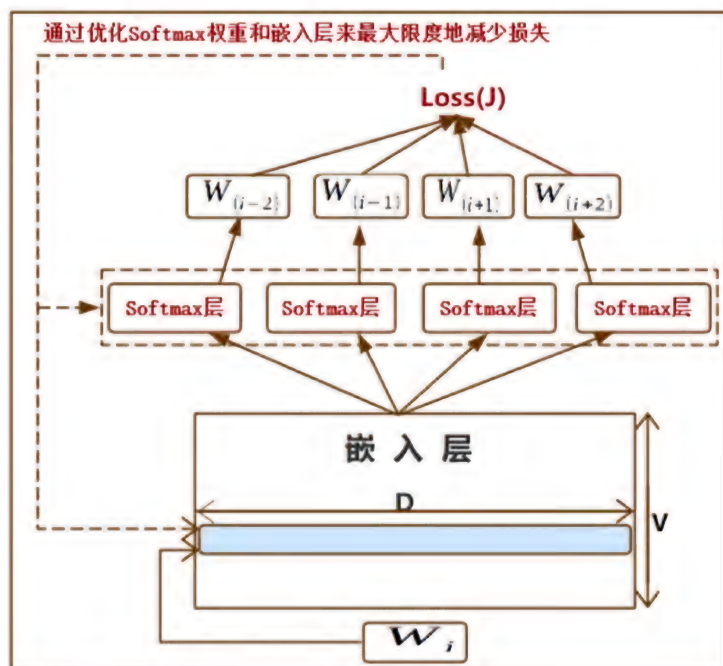 通过优化Softmax权重和嵌入层来最大限度地减少损失
Loss(J)
W(i-2) W(i-1) W(i+1) W(i+2)
Softmax层 Softmax层 Softmax层 Softmax层
嵌入层
D
V
Wi